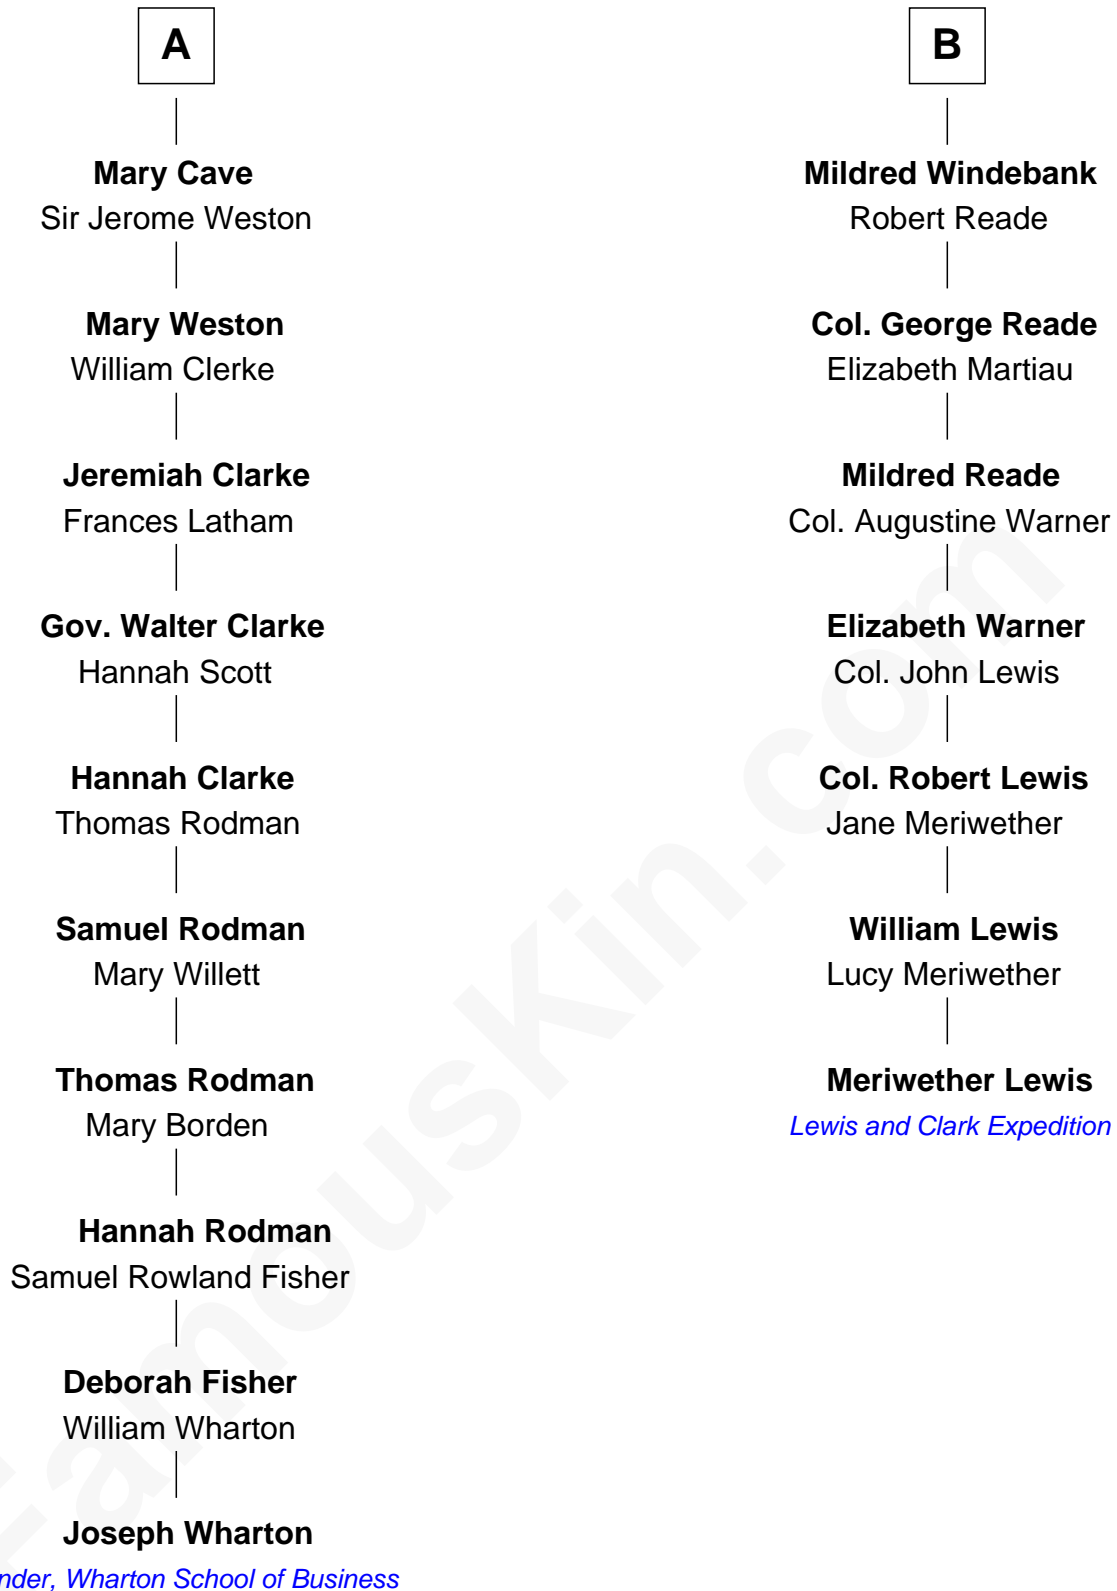 A
Mary Cave
Sir Jerome Weston
Mary Weston
William Clerke
Jeremiah Clarke
Frances Latham
Gov. Walter Clarke
Hannah Scott
Hannah Clarke
Thomas Rodman
Samuel Rodman
Mary Willett
Thomas Rodman
Mary Borden
Hannah Rodman
Samuel Rowland Fisher
Deborah Fisher
William Wharton
Joseph Wharton
nder, Wharton School of Business
B
Mildred Windebank
Robert Reade
Col. George Reade
Elizabeth Martiau
Mildred Reade
Col. Augustine Warner
Elizabeth Warner
Col. John Lewis
Col. Robert Lewis
Jane Meriwether
William Lewis
Lucy Meriwether
Meriwether Lewis
Lewis and Clark Expedition
FamousKin.com